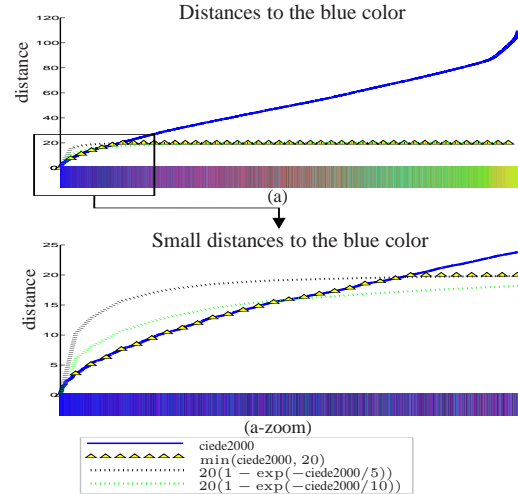 Distances to the blue color
distance
120
100
80
60
40
20
0
(a)
Small distances to the blue color
distance
25
20
15
10
5
0
(a-zoom)
ciede2000
min(ciede2000, 20)
20(1 − exp(−ciede2000/5))
20(1 − exp(−ciede2000/10))